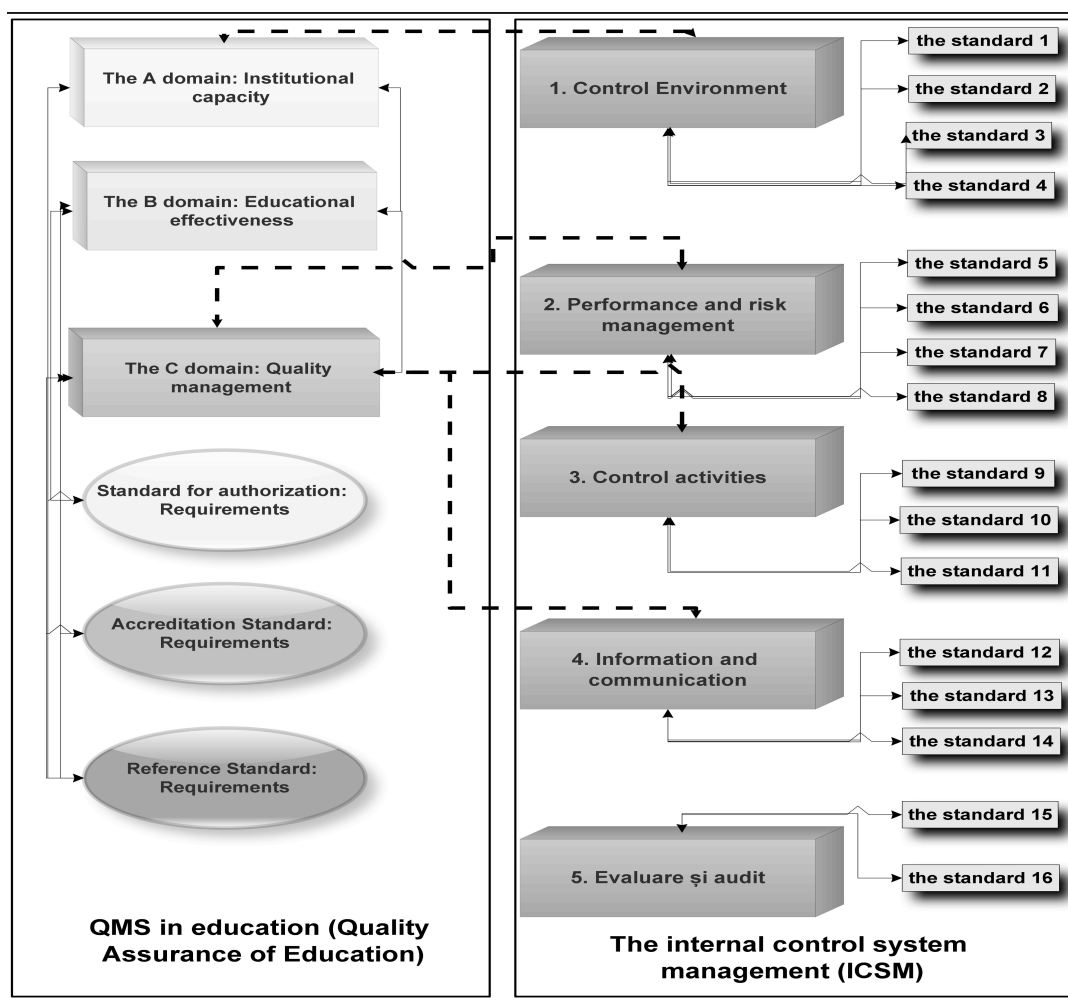 The A domain: Institutional
capacity
The B domain: Educational
effectiveness
The C domain: Quality
management
Standard for authorization:
Requirements
Accreditation Standard:
Requirements
Reference Standard:
Requirements
QMS in education (Quality
Assurance of Education)
1. Control Environment
the standard 1
the standard 2
the standard 3
the standard 4
2. Performance and risk
management
the standard 5
the standard 6
the standard 7
the standard 8
3. Control activities
the standard 9
the standard 10
the standard 11
4. Information and
communication
the standard 12
the standard 13
the standard 14
5. Evaluare și audit
the standard 15
the standard 16
The internal control system
management (ICSM)